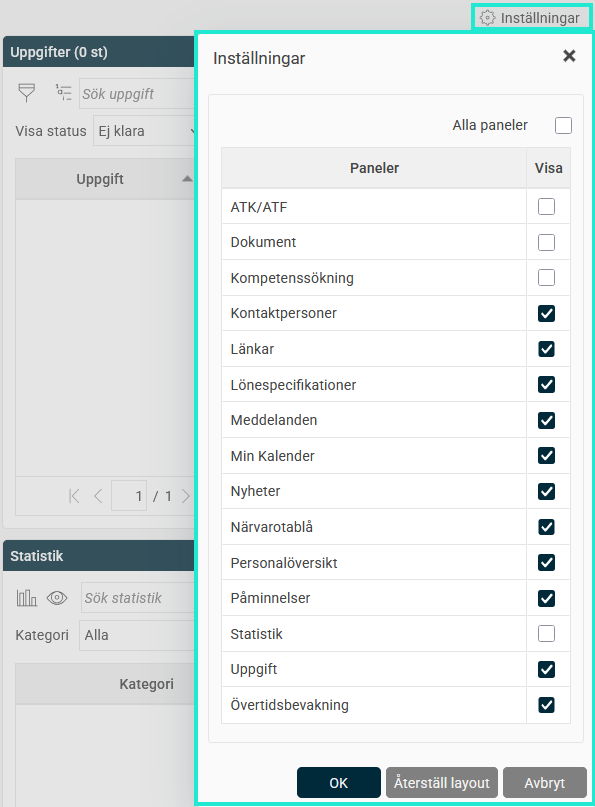 Inställningar
Uppgifter (0 st)
Sök uppgift
Visa status Ej klara
Uppgift
1 / 1
Statistik
Sök statistik
Kategori Alla
Kategori
Inställningar
Alla paneler
Paneler Visa
ATK/ATF
Dokument
Kompetenssökning
Kontaktpersoner
Länkar
Lönespecifikationer
Meddelanden
Min Kalender
Nyheter
Närvarotablå
Personalöversikt
Påminnelser
Statistik
Uppgift
Övertidsbevakning
OK Återställ layout Avbryt